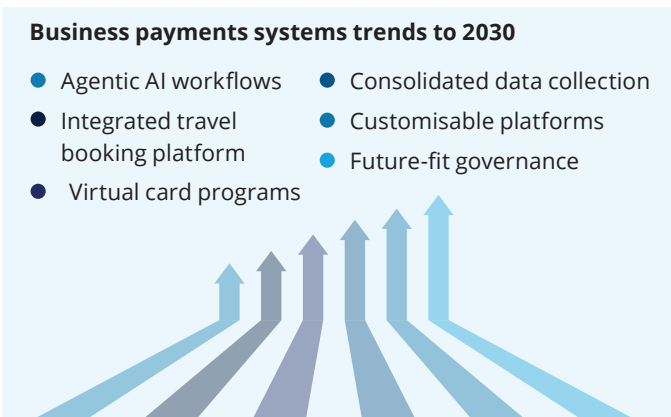 Business payments systems trends to 2030
Agentic AI workflows
Integrated travel
booking platform
Virtual card programs
Consolidated data collection
Customisable platforms
Future-fit governance